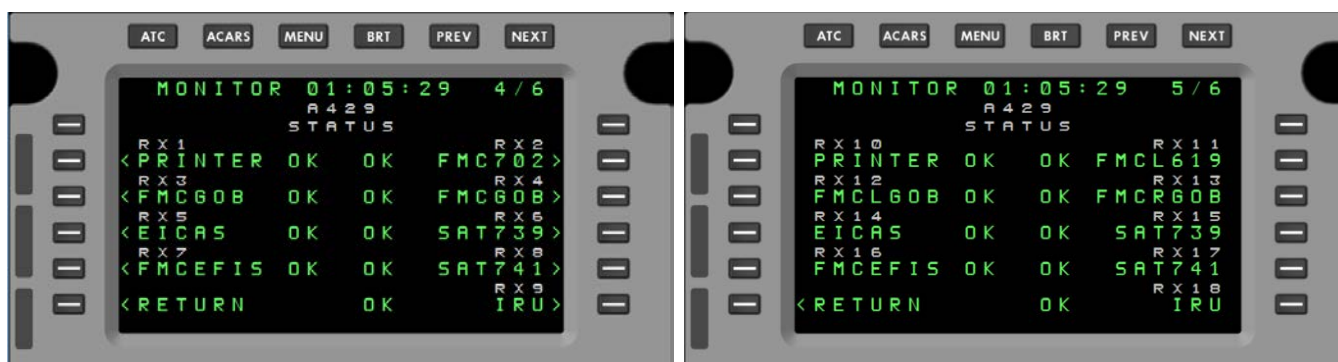 ATC ACARS MENU BRT PREV NEXT
MONITOR 01:05:29 4/6
A429
STATUS
RX1 RX2
<PRINTER OK OK FMC702>
RX3 RX4
<FMCGOB OK OK FMCGOB>
RX5 RX6
<EICAS OK OK SAT739>
RX7 RX8
<FMCEFIS OK OK SAT741>
RX9
<RETURN OK IRU>
ATC ACARS MENU BRT PREV NEXT
MONITOR 01:05:29 5/6
A429
STATUS
RX10 RX11
PRINTER OK OK FMCL619
RX12 RX13
FMCLGOB OK OK FMCRGOB
RX14 RX15
EICAS OK OK SAT739
RX16 RX17
FMCEFIS OK OK SAT741
RX18
<RETURN OK IRU